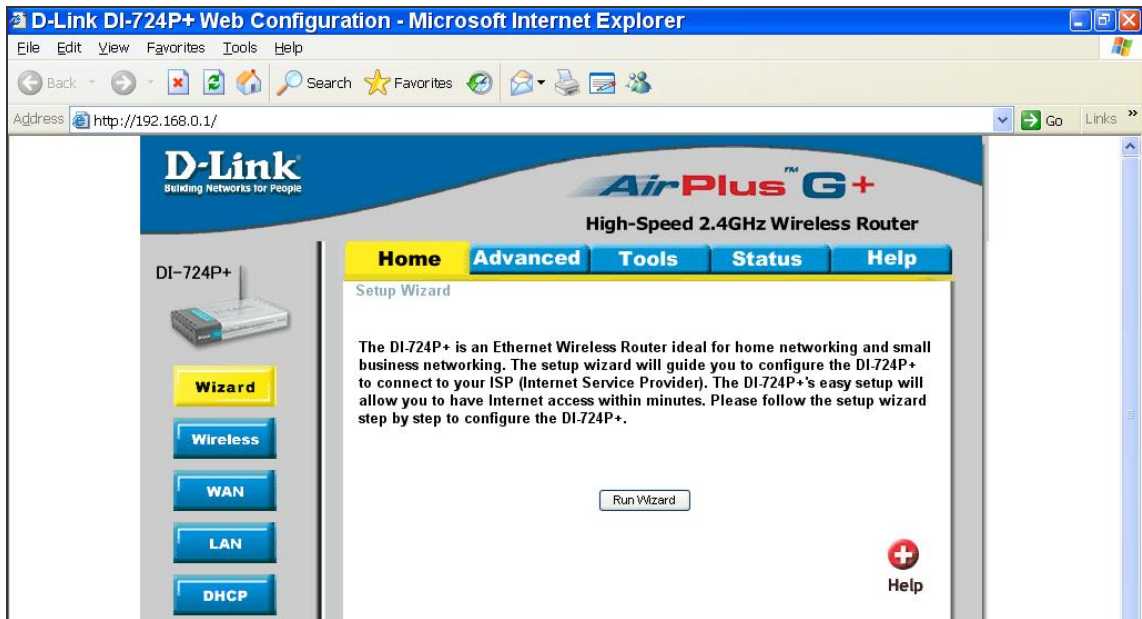 D-Link DI-724P+ Web Configuration - Microsoft Internet Explorer
File Edit View Favorites Tools Help
Back Search Favorites
Address http://192.168.0.1/ Go Links »
D-Link
Building Networks for People
AirPlus™ G+
High-Speed 2.4GHz Wireless Router
DI-724P+
Home Advanced Tools Status Help
Setup Wizard
The DI-724P+ is an Ethernet Wireless Router ideal for home networking and small
business networking. The setup wizard will guide you to configure the DI-724P+
to connect to your ISP (Internet Service Provider). The DI-724P+'s easy setup will
allow you to have Internet access within minutes. Please follow the setup wizard
step by step to configure the DI-724P+.
Wizard
Wireless
WAN
LAN
DHCP
Run Wizard
Help